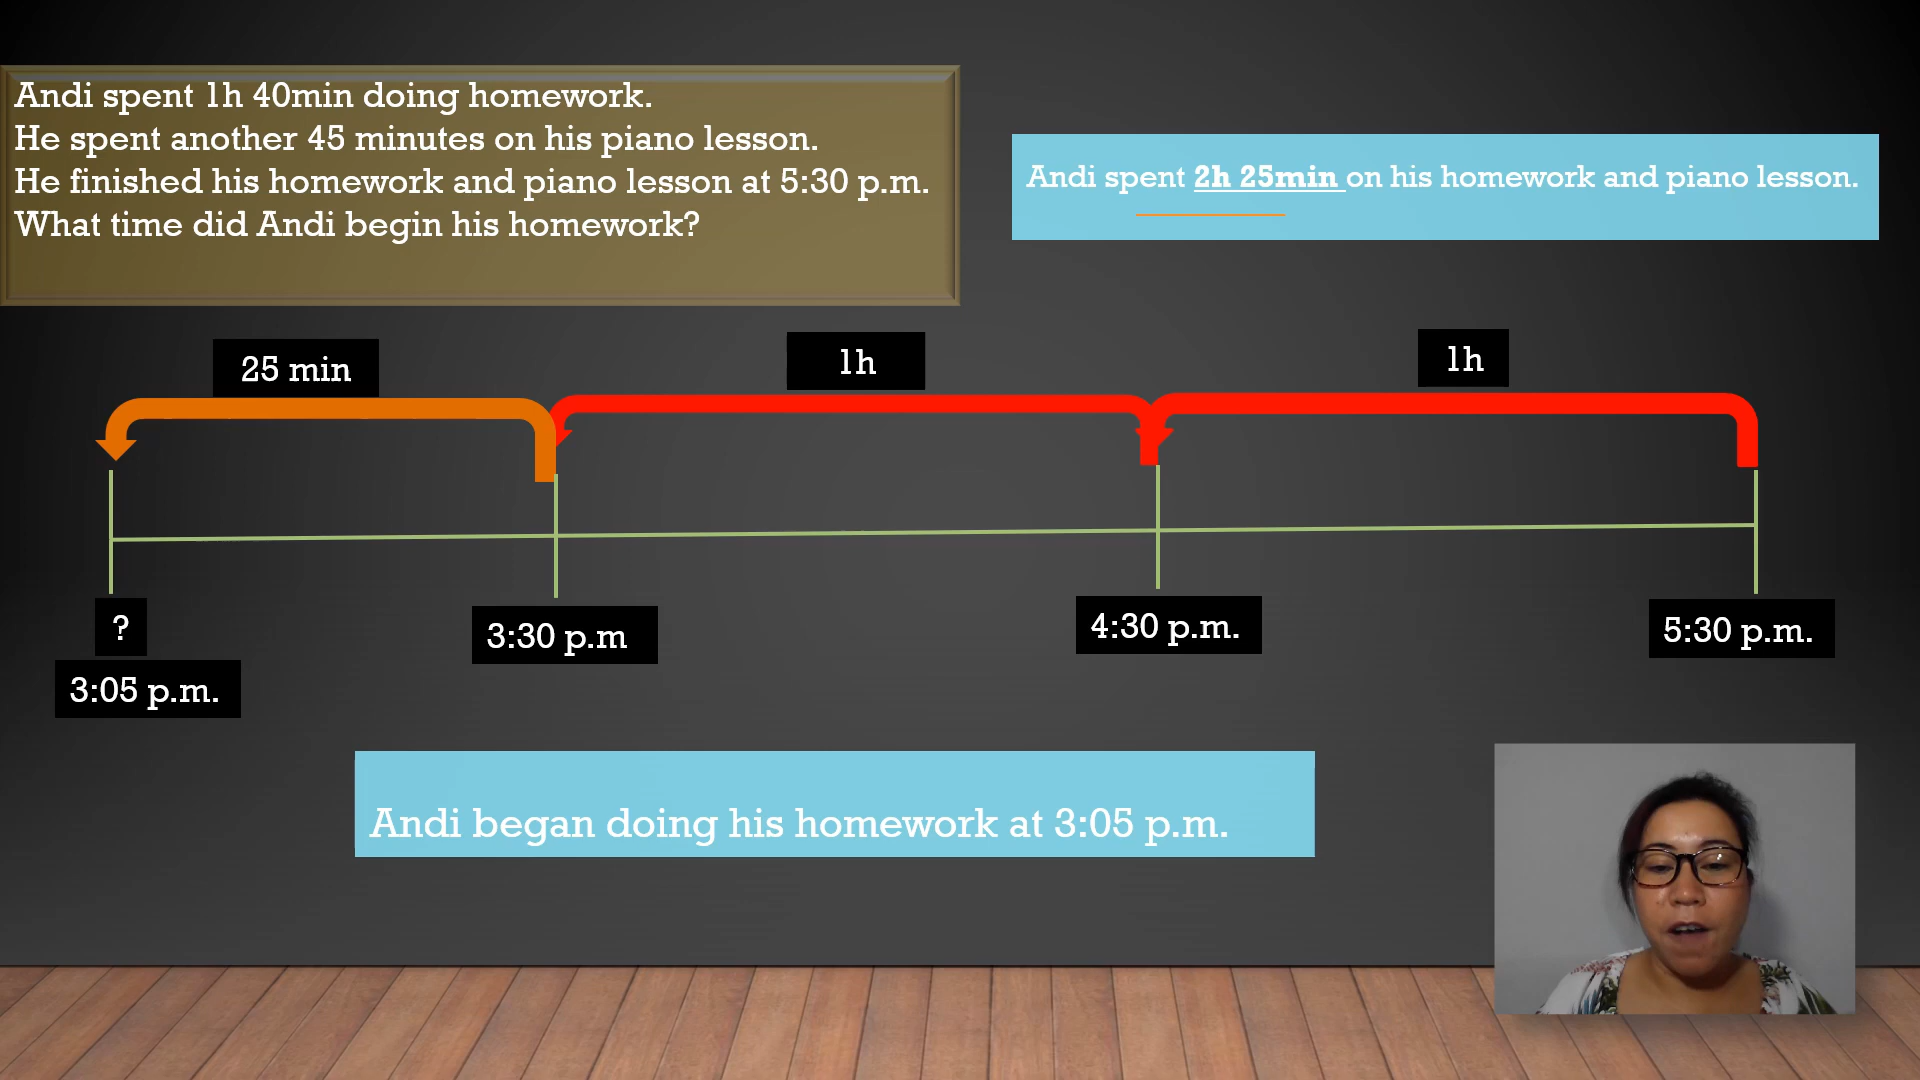 Andi spent 1h 40min doing homework.
He spent another 45 minutes on his piano lesson.
He finished his homework and piano lesson at 5:30 p.m.
What time did Andi begin his homework?
Andi spent 2h 25min on his homework and piano lesson.
25 min
1h
1h
?
3:05 p.m.
3:30 p.m
4:30 p.m.
5:30 p.m.
Andi began doing his homework at 3:05 p.m.